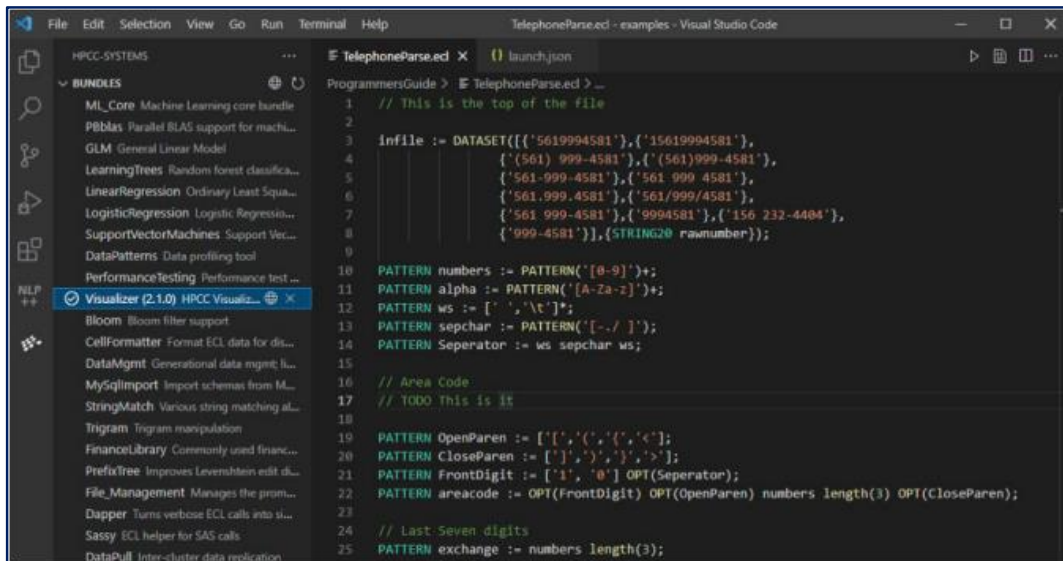 File Edit Selection View Go Run Terminal Help TelephoneParse.ecl - examples - Visual Studio Code
HPCC-SYSTEMS ...
BUNDLES
ML_Core Machine Learning core bundle
PBblas Parallel BLAS support for machi...
GLM General Linear Model
LearningTrees Random forest classifica...
LinearRegression Ordinary Least Squa...
LogisticRegression Logistic Regressio...
SupportVectorMachines Support Vec...
DataPatterns Data profiling tool
PerformanceTesting Performance test ...
Visualizer (2.1.0) HPCC Visualiz...
Bloom Bloom filter support
CellFormatter Format ECL data for dis...
DataMgmt Generational data mgmt; li...
MySqlImport Import schemas from M...
StringMatch Various string matching al...
Trigram Trigram manipulation
FinanceLibrary Commonly used financ...
PrefixTree Improves Levenshtein edit di...
File_Management Manages the prom...
Dapper Turns verbose ECL calls into si...
Sassy ECL helper for SAS calls
DataPull Inter-cluster data replication
NLP
++
TelephoneParse.ecl X {} launch.json
ProgrammersGuide > TelephoneParse.ecl > ...
1 // This is the top of the file
2
3 infile := DATASET([{'5619994581'},{'15619994581'},
4 {'(561) 999-4581'},{'(561)999-4581'},
5 {'561-999-4581'},{'561 999 4581'},
6 {'561.999.4581'},{'561/999/4581'},
7 {'561 999-4581'},{'9994581'},{'156 232-4404'},
8 {'999-4581'}],{STRING20 rawnumber});
9
10 PATTERN numbers := PATTERN('[0-9]')+;
11 PATTERN alpha := PATTERN('[A-Za-z]')+;
12 PATTERN ws := [' ','\t']*;
13 PATTERN sepchar := PATTERN('[-./ ]');
14 PATTERN Seperator := ws sepchar ws;
15
16 // Area Code
17 // TODO This is it
18
19 PATTERN OpenParen := ['[','(','{','<'];
20 PATTERN CloseParen := [']',')','}','>'];
21 PATTERN FrontDigit := ['1', '0'] OPT(Seperator);
22 PATTERN areacode := OPT(FrontDigit) OPT(OpenParen) numbers length(3) OPT(CloseParen);
23
24 // Last Seven digits
25 PATTERN exchange := numbers length(3);